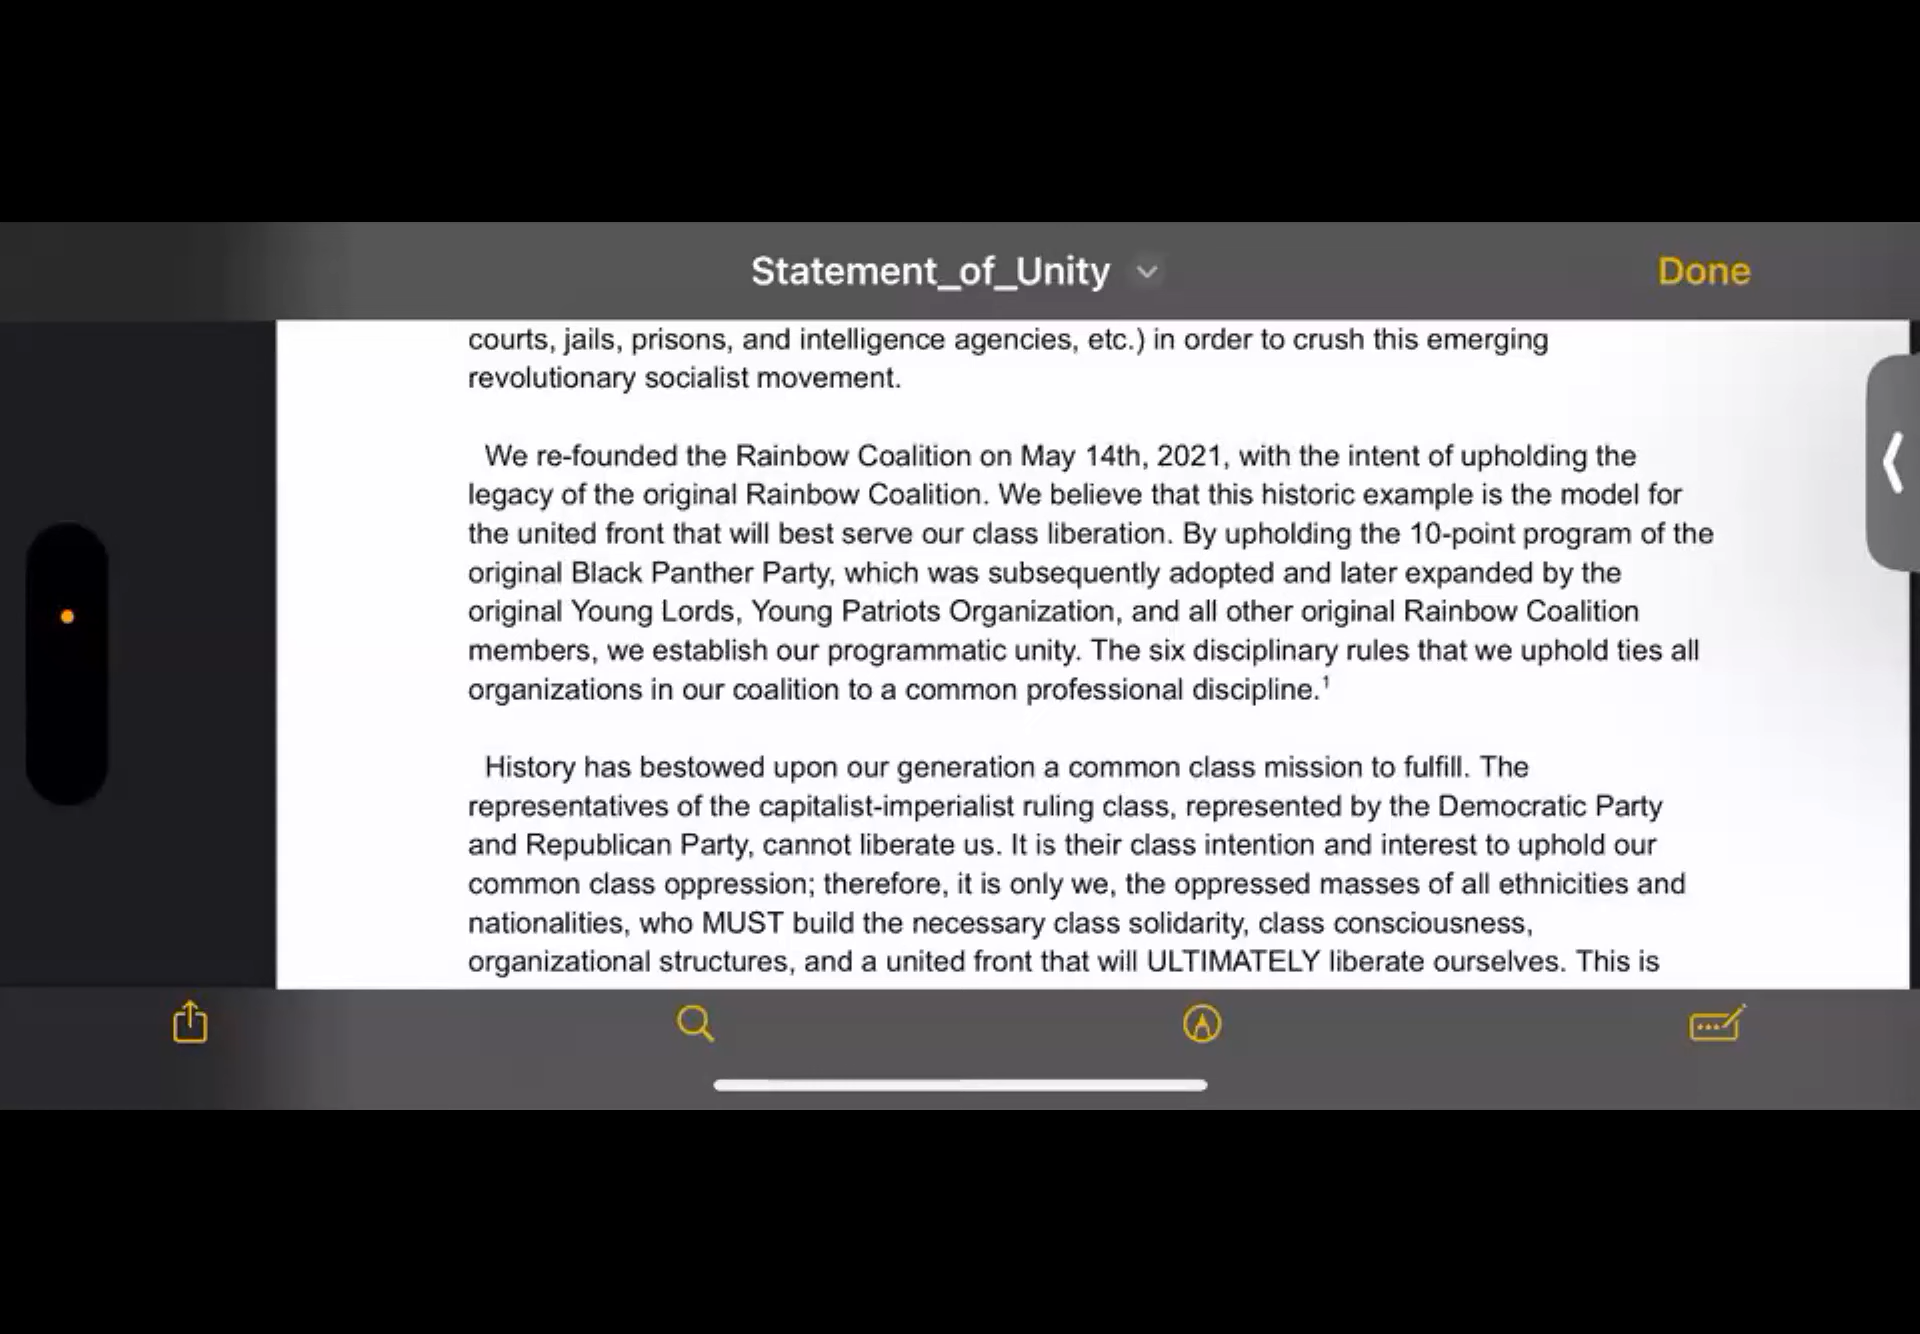 Statement_of_Unity
Done
courts, jails, prisons, and intelligence agencies, etc.) in order to crush this emerging
revolutionary socialist movement.
We re-founded the Rainbow Coalition on May 14th, 2021, with the intent of upholding the
legacy of the original Rainbow Coalition. We believe that this historic example is the model for
the united front that will best serve our class liberation. By upholding the 10-point program of the
original Black Panther Party, which was subsequently adopted and later expanded by the
original Young Lords, Young Patriots Organization, and all other original Rainbow Coalition
members, we establish our programmatic unity. The six disciplinary rules that we uphold ties all
organizations in our coalition to a common professional discipline.¹
History has bestowed upon our generation a common class mission to fulfill. The
representatives of the capitalist-imperialist ruling class, represented by the Democratic Party
and Republican Party, cannot liberate us. It is their class intention and interest to uphold our
common class oppression; therefore, it is only we, the oppressed masses of all ethnicities and
nationalities, who MUST build the necessary class solidarity, class consciousness,
organizational structures, and a united front that will ULTIMATELY liberate ourselves. This is